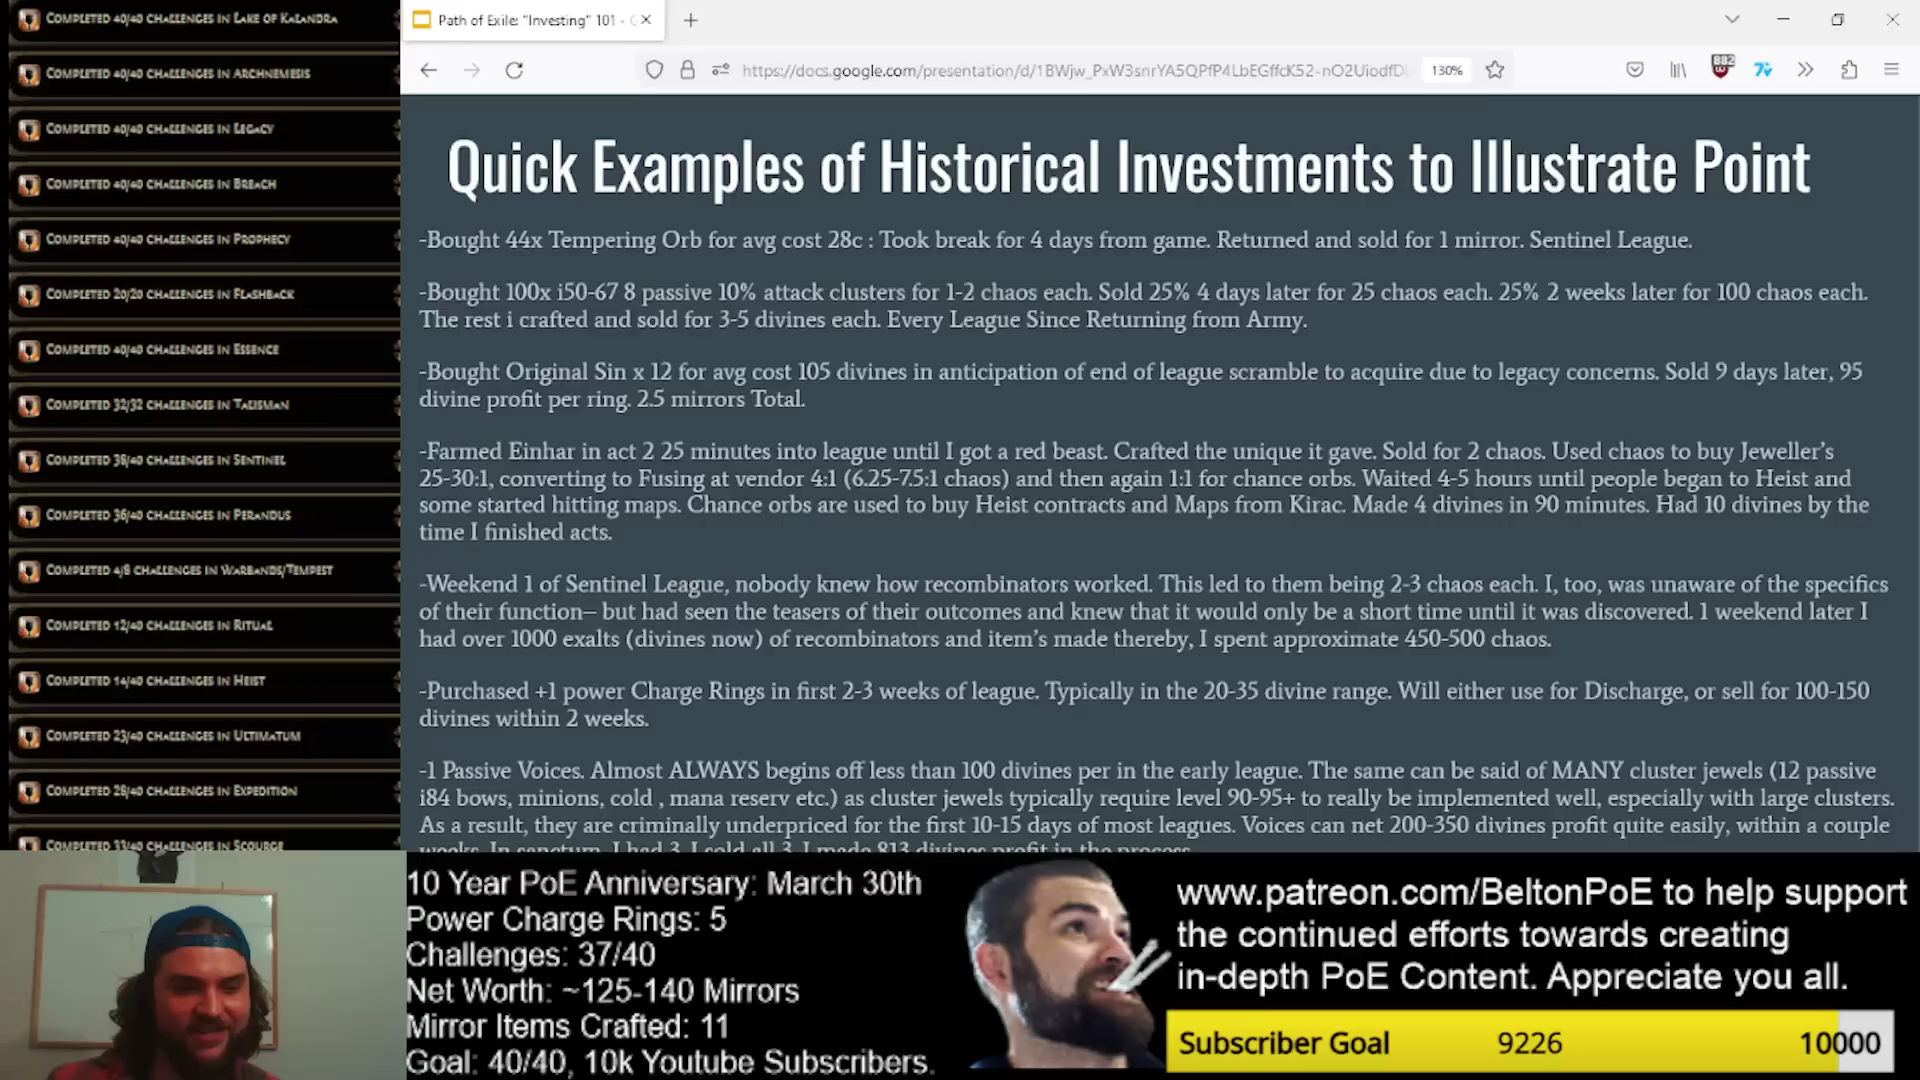 Completed 40/40 challenges in Lake of Kalandra
Completed 40/40 challenges in Archnemesis
Completed 40/40 challenges in Legacy
Completed 40/40 challenges in Breach
Completed 40/40 challenges in Prophecy
Completed 20/20 challenges in Flashback
Completed 40/40 challenges in Essence
Completed 32/32 challenges in Talisman
Completed 38/40 challenges in Sentinel
Completed 36/40 challenges in Perandus
Completed 4/8 challenges in Warbands/Tempest
Completed 12/40 challenges in Ritual
Completed 14/40 challenges in Heist
Completed 23/40 challenges in Ultimatum
Completed 28/40 challenges in Expedition
Completed 33/40 challenges in Scourge
Path of Exile: "Investing" 101 -
https://docs.google.com/presentation/d/1BWjw_PxW3snrYA5QPfP4LbEGffcK52-nO2UiodfD
130%
882
Quick Examples of Historical Investments to Illustrate Point
-Bought 44x Tempering Orb for avg cost 28c : Took break for 4 days from game. Returned and sold for 1 mirror. Sentinel League.
-Bought 100x i50-67 8 passive 10% attack clusters for 1-2 chaos each. Sold 25% 4 days later for 25 chaos each. 25% 2 weeks later for 100 chaos each.
The rest i crafted and sold for 3-5 divines each. Every League Since Returning from Army.
-Bought Original Sin x 12 for avg cost 105 divines in anticipation of end of league scramble to acquire due to legacy concerns. Sold 9 days later, 95
divine profit per ring. 2.5 mirrors Total.
-Farmed Einhar in act 2 25 minutes into league until I got a red beast. Crafted the unique it gave. Sold for 2 chaos. Used chaos to buy Jeweller's
25-30:1, converting to Fusing at vendor 4:1 (6.25-7.5:1 chaos) and then again 1:1 for chance orbs. Waited 4-5 hours until people began to Heist and
some started hitting maps. Chance orbs are used to buy Heist contracts and Maps from Kirac. Made 4 divines in 90 minutes. Had 10 divines by the
time I finished acts.
-Weekend 1 of Sentinel League, nobody knew how recombinators worked. This led to them being 2-3 chaos each. I, too, was unaware of the specifics
of their function– but had seen the teasers of their outcomes and knew that it would only be a short time until it was discovered. 1 weekend later I
had over 1000 exalts (divines now) of recombinators and item's made thereby, I spent approximate 450-500 chaos.
-Purchased +1 power Charge Rings in first 2-3 weeks of league. Typically in the 20-35 divine range. Will either use for Discharge, or sell for 100-150
divines within 2 weeks.
-1 Passive Voices. Almost ALWAYS begins off less than 100 divines per in the early league. The same can be said of MANY cluster jewels (12 passive
i84 bows, minions, cold , mana reserv etc.) as cluster jewels typically require level 90-95+ to really be implemented well, especially with large clusters.
As a result, they are criminally underpriced for the first 10-15 days of most leagues. Voices can net 200-350 divines profit quite easily, within a couple
weeks. In sanctum, I had 3. I sold all 3. I made 813 divines profit in the process.
10 Year PoE Anniversary: March 30th
Power Charge Rings: 5
Challenges: 37/40
Net Worth: ~125-140 Mirrors
Mirror Items Crafted: 11
Goal: 40/40, 10k Youtube Subscribers.
www.patreon.com/BeltonPoE to help support
the continued efforts towards creating
in-depth PoE Content. Appreciate you all.
Subscriber Goal 9226 10000